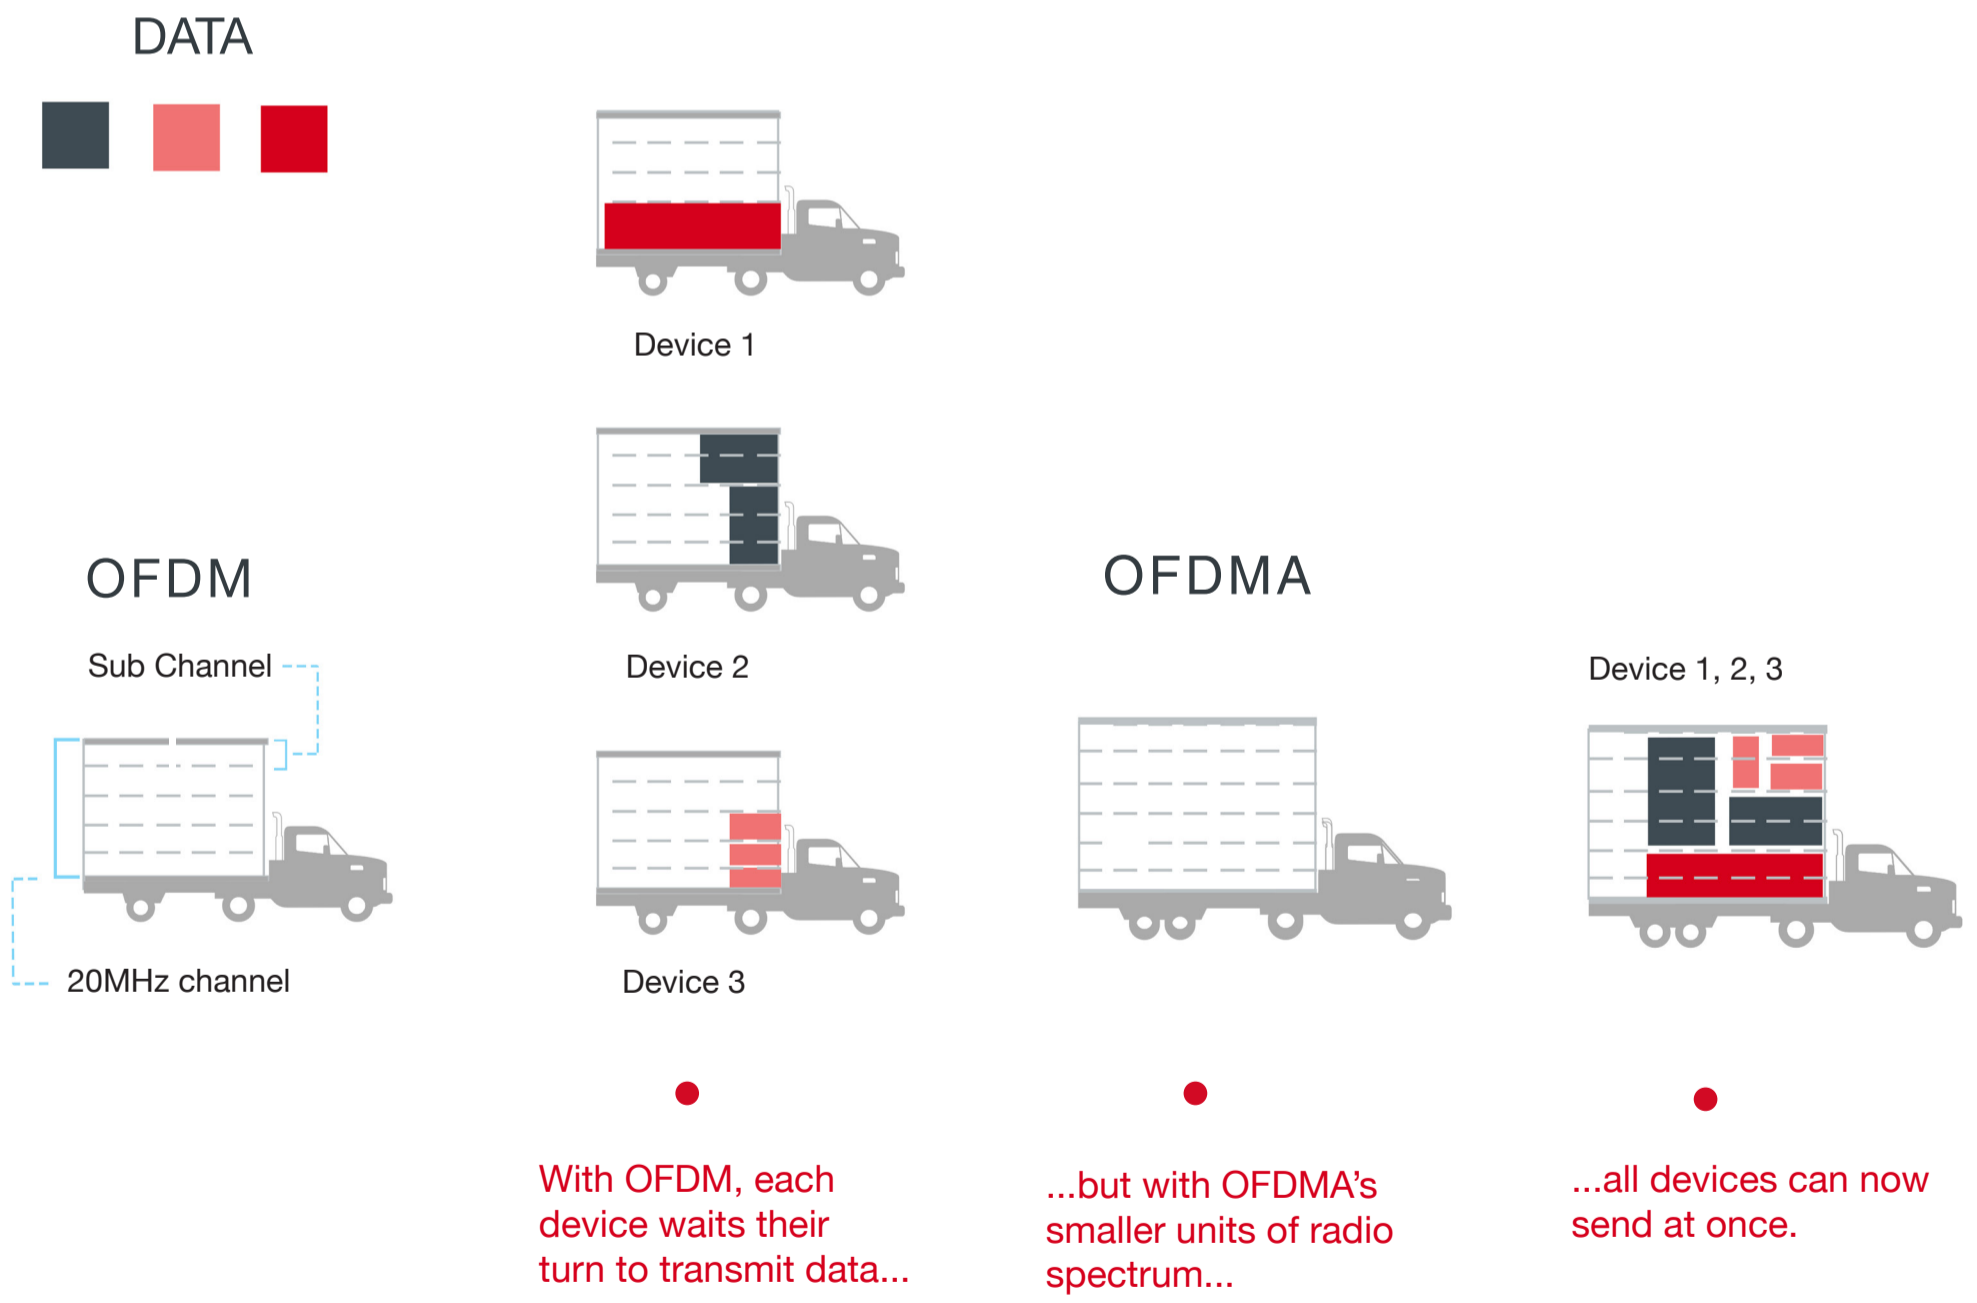 DATA
Device 1
OFDM
Sub Channel
20MHz channel
Device 2
Device 3
OFDMA
Device 1, 2, 3
With OFDM, each
device waits their
turn to transmit data...
...but with OFDMA’s
smaller units of radio
spectrum...
...all devices can now
send at once.